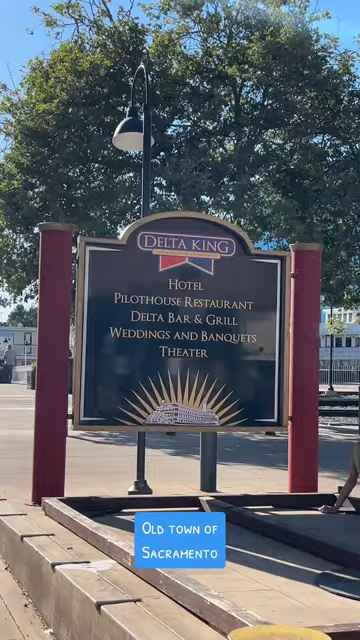 DELTA KING
HOTEL
PILOTHOUSE RESTAURANT
DELTA BAR & GRILL
WEDDINGS AND BANQUETS
THEATER
OLD TOWN OF
SACRAMENTO